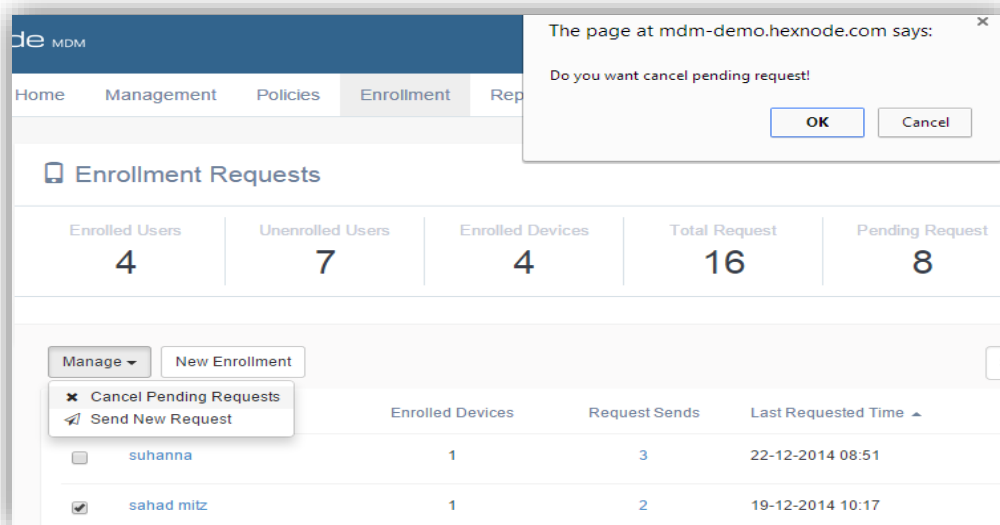 de MDM
The page at mdm-demo.hexnode.com says:
Do you want cancel pending request!
OK Cancel
Home Management Policies Enrollment Rep
Enrollment Requests
Enrolled Users Unenrolled Users Enrolled Devices Total Request Pending Request
4 7 4 16 8
Manage New Enrollment
Cancel Pending Requests
Send New Request
Enrolled Devices Request Sends Last Requested Time
suhanna 1 3 22-12-2014 08:51
sahad mitz 1 2 19-12-2014 10:17